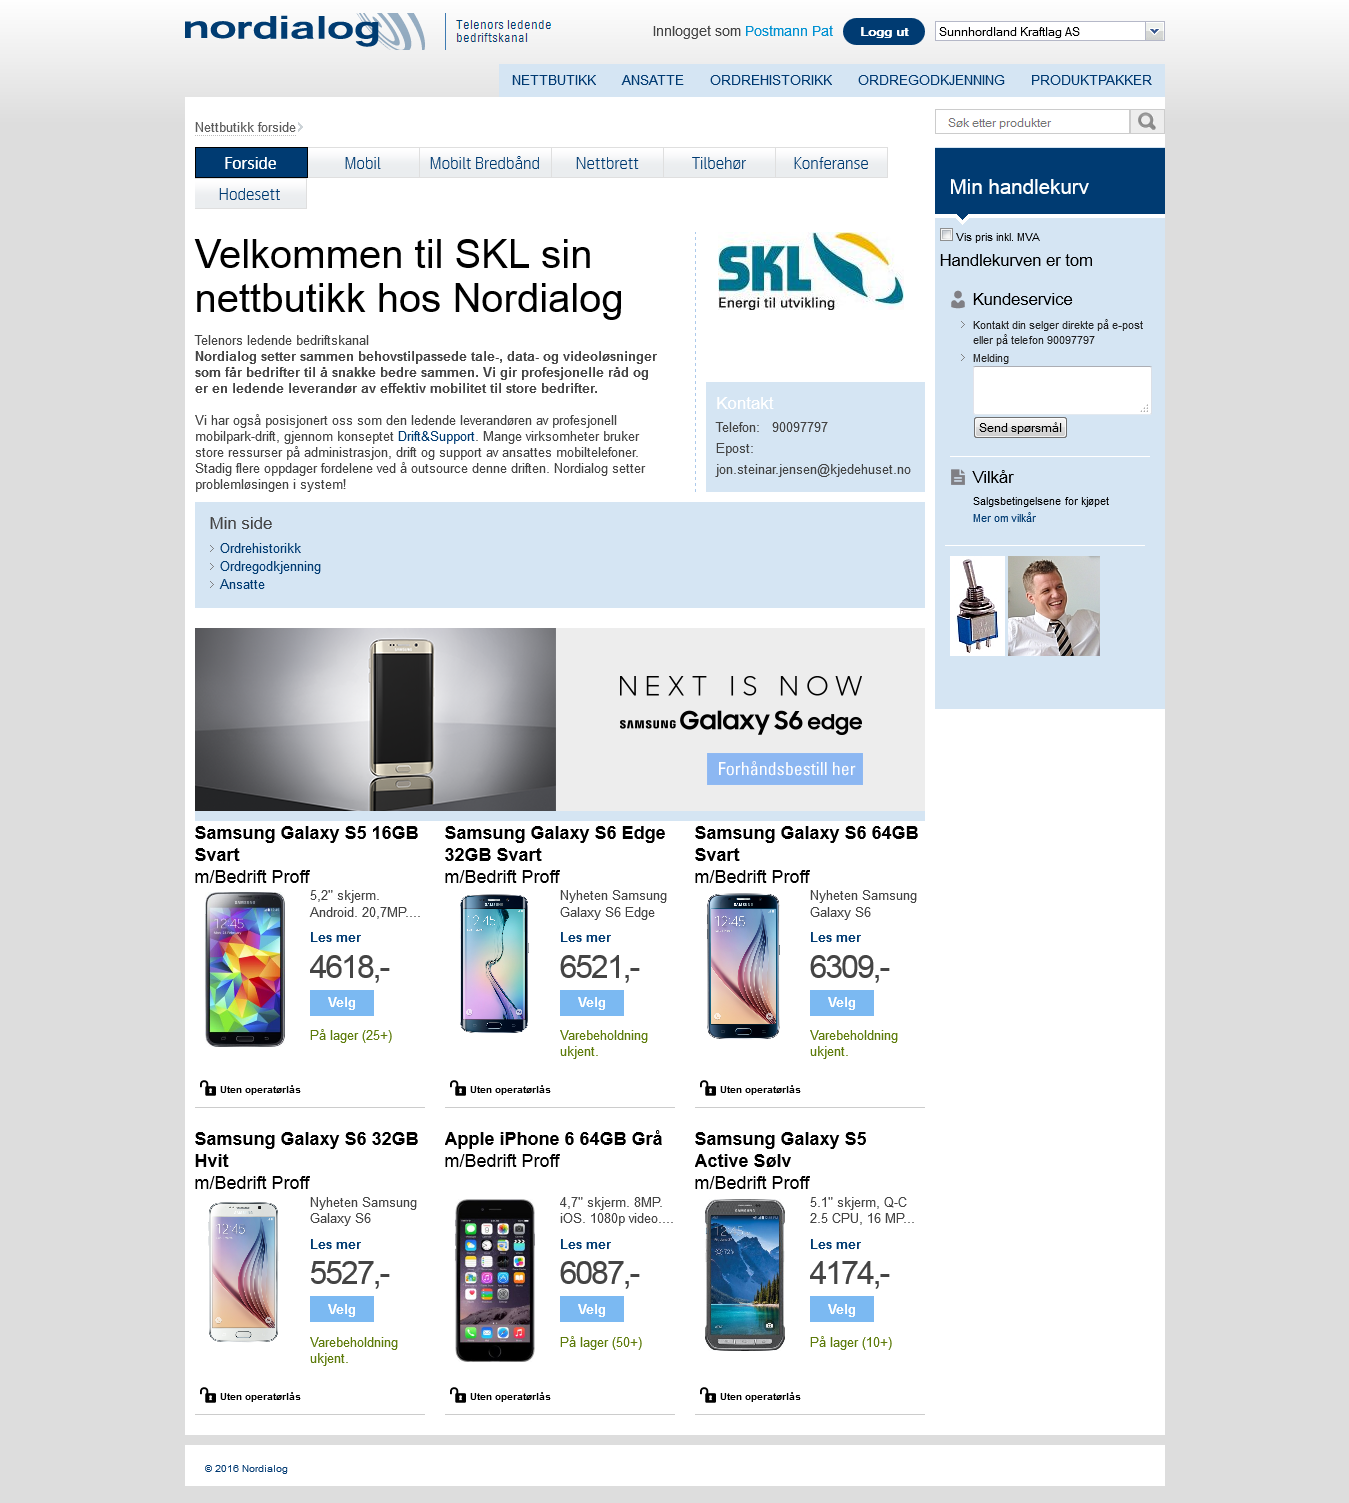 nordialog
Telenors ledende
bedriftskanal
Innlogget som Postmann Pat
Logg ut
Sunnhordland Kraftlag AS
NETTBUTIKK ANSATTE ORDREHISTORIKK ORDREGODKJENNING PRODUKTPAKKER
Nettbutikk forside
Søk etter produkter
Forside Mobil Mobilt Bredbånd Nettbrett Tilbehør Konferanse
Hodesett
Velkommen til SKL sin
nettbutikk hos Nordialog
Telenors ledende bedriftskanal
Nordialog setter sammen behovstilpassede tale-, data- og videoløsninger
som får bedrifter til å snakke bedre sammen. Vi gir profesjonelle råd og
er en ledende leverandør av effektiv mobilitet til store bedrifter.
Vi har også posisjonert oss som den ledende leverandøren av profesjonell
mobilpark-drift, gjennom konseptet Drift&Support. Mange virksomheter bruker
store ressurser på administrasjon, drift og support av ansattes mobiltelefoner.
Stadig flere oppdager fordelene ved å outsource denne driften. Nordialog setter
problemløsingen i system!
SKL
Energi til utvikling
Kontakt
Telefon: 90097797
Epost:
jon.steinar.jensen@kjedehuset.no
Min handlekurv
Vis pris inkl. MVA
Handlekurven er tom
Kundeservice
Kontakt din selger direkte på e-post
eller på telefon 90097797
Melding
Send spørsmål
Vilkår
Salgsbetingelsene for kjøpet
Mer om vilkår
Min side
Ordrehistorikk
Ordregodkjenning
Ansatte
NEXT IS NOW
SAMSUNG Galaxy S6 edge
Forhåndsbestill her
Samsung Galaxy S5 16GB
Svart
m/Bedrift Proff
5,2" skjerm.
Android. 20,7MP....
Les mer
4618,-
Velg
På lager (25+)
Uten operatørlås
Samsung Galaxy S6 Edge
32GB Svart
m/Bedrift Proff
Nyheten Samsung
Galaxy S6 Edge
Les mer
6521,-
Velg
Varebeholdning
ukjent.
Uten operatørlås
Samsung Galaxy S6 64GB
Svart
m/Bedrift Proff
Nyheten Samsung
Galaxy S6
Les mer
6309,-
Velg
Varebeholdning
ukjent.
Uten operatørlås
Samsung Galaxy S6 32GB
Hvit
m/Bedrift Proff
Nyheten Samsung
Galaxy S6
Les mer
5527,-
Velg
Varebeholdning
ukjent.
Uten operatørlås
Apple iPhone 6 64GB Grå
m/Bedrift Proff
4,7" skjerm. 8MP.
iOS. 1080p video....
Les mer
6087,-
Velg
På lager (50+)
Uten operatørlås
Samsung Galaxy S5
Active Sølv
m/Bedrift Proff
5.1" skjerm, Q-C
2.5 CPU, 16 MP...
Les mer
4174,-
Velg
På lager (10+)
Uten operatørlås
© 2016 Nordialog